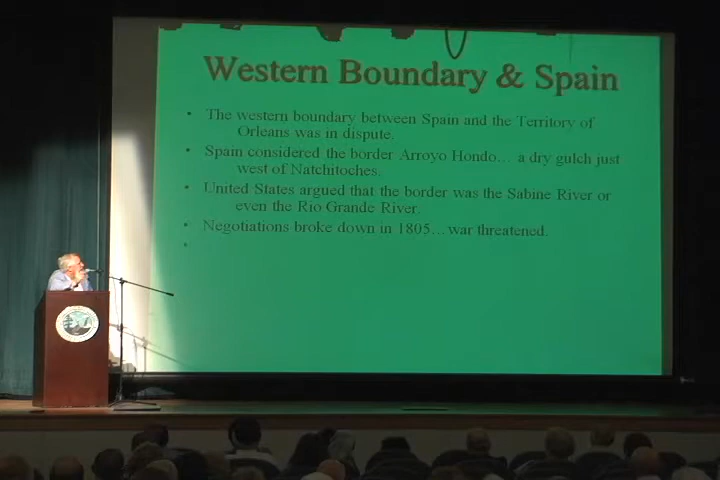 Western Boundary & Spain
• The western boundary between Spain and the Territory of
Orleans was in dispute.
• Spain considered the border Arroyo Hondo... a dry gulch just
west of Natchitoches.
• United States argued that the border was the Sabine River or
even the Rio Grande River.
• Negotiations broke down in 1805...war threatened.
•